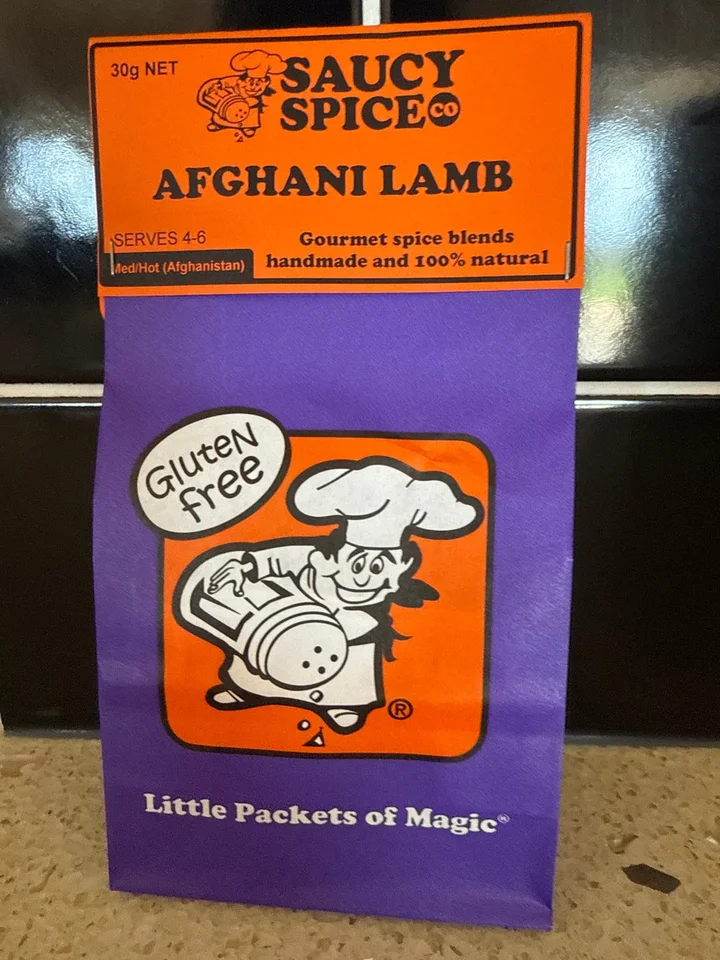 30g NET
SAUCY
SPICE CO
AFGHANI LAMB
SERVES 4-6
Med/Hot (Afghanistan)
Gourmet spice blends
handmade and 100% natural
Gluten
free
®
Little Packets of Magic®